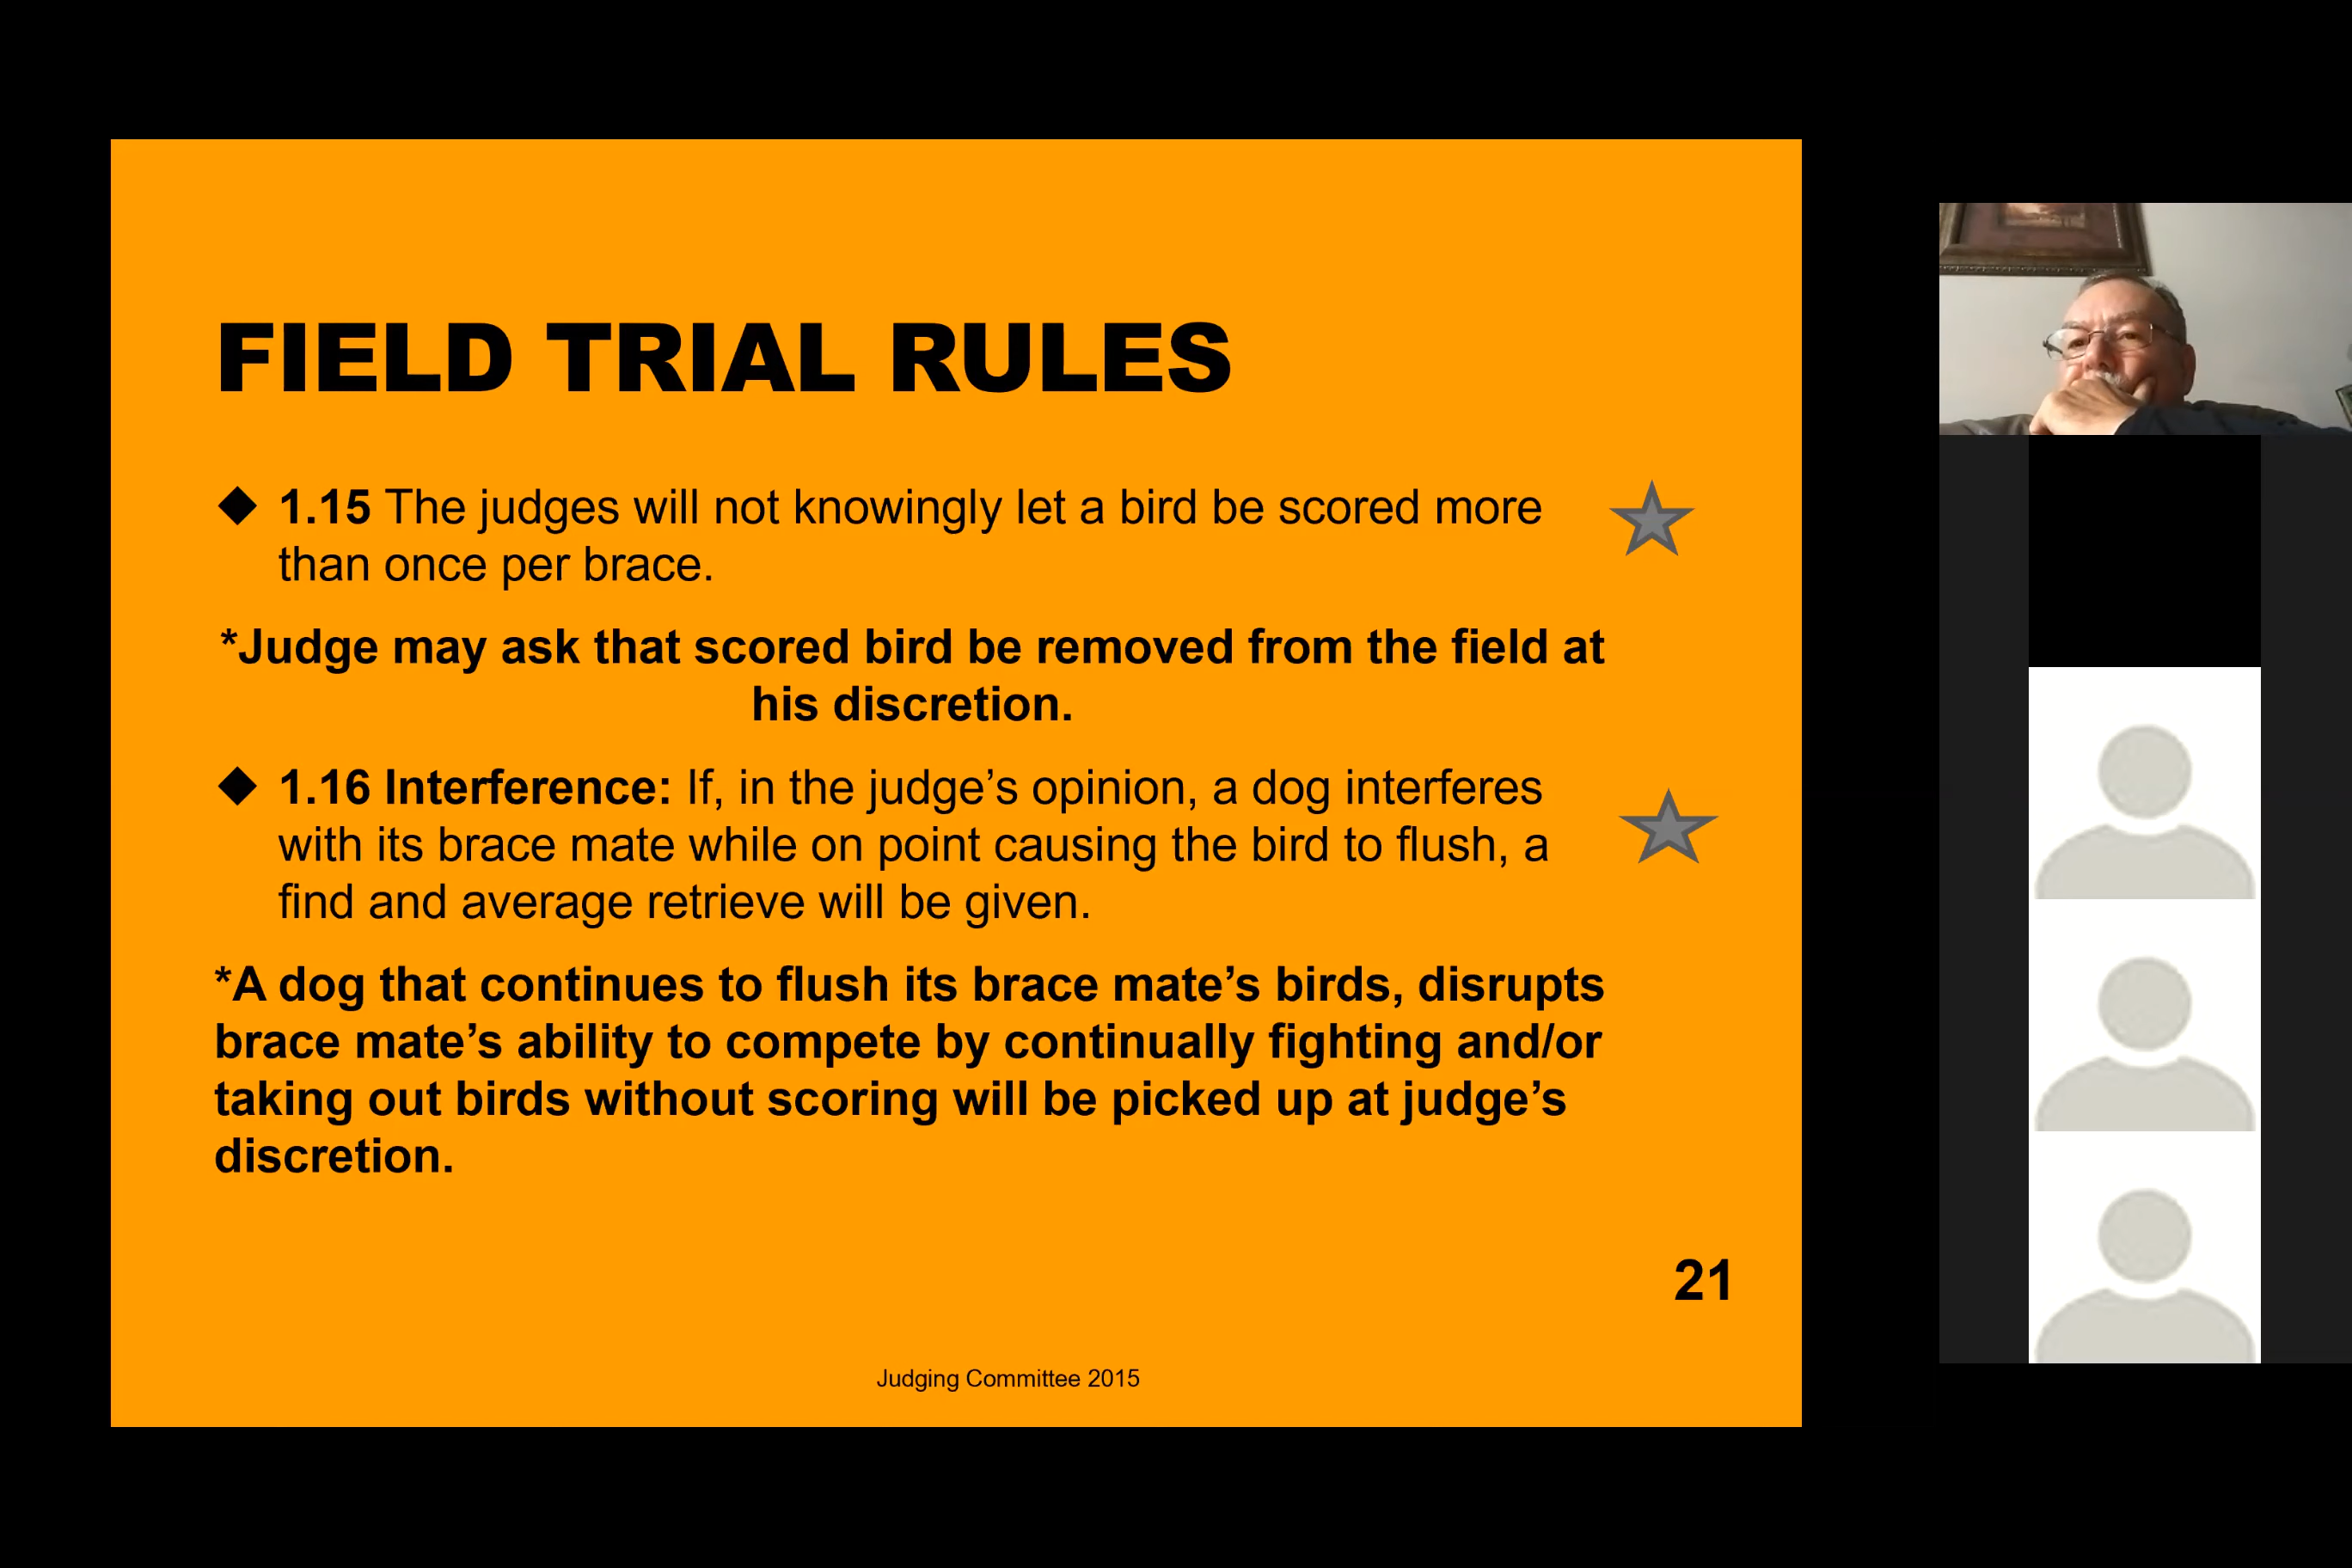 FIELD TRIAL RULES
◆ 1.15 The judges will not knowingly let a bird be scored more
than once per brace.
*Judge may ask that scored bird be removed from the field at
his discretion.
◆ 1.16 Interference: If, in the judge’s opinion, a dog interferes
with its brace mate while on point causing the bird to flush, a
find and average retrieve will be given.
*A dog that continues to flush its brace mate’s birds, disrupts
brace mate’s ability to compete by continually fighting and/or
taking out birds without scoring will be picked up at judge’s
discretion.
21
Judging Committee 2015